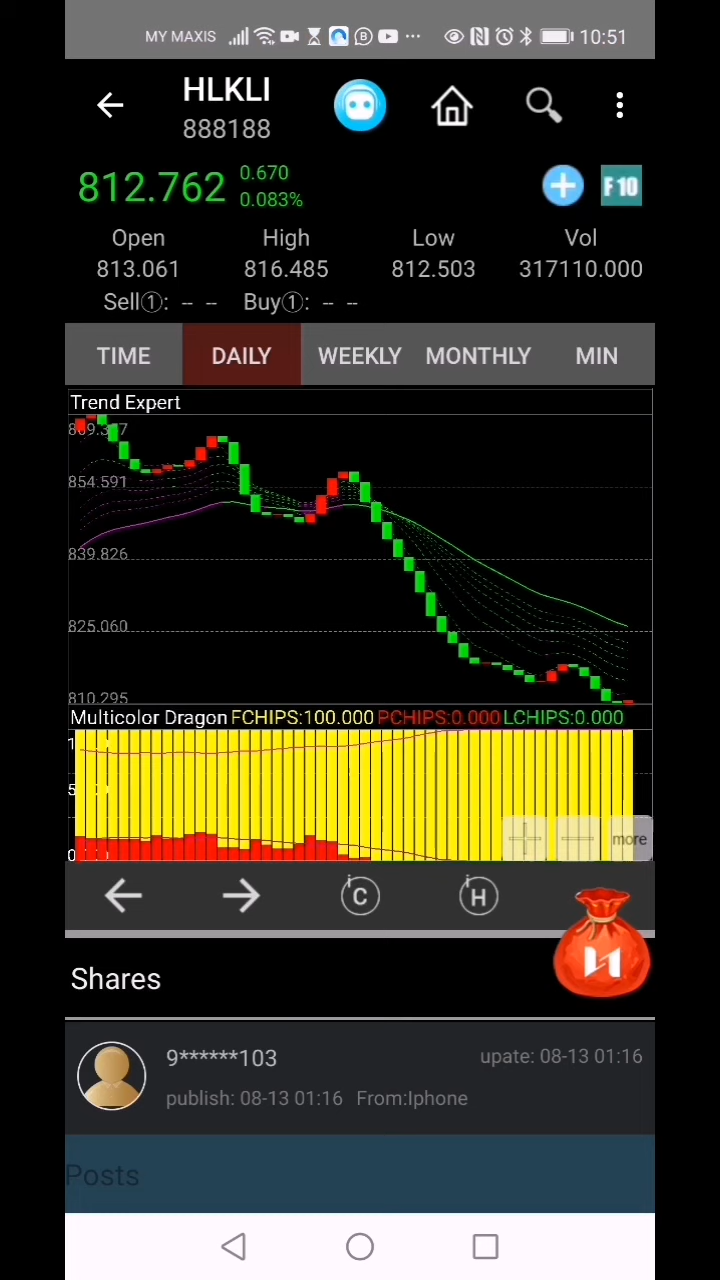 MY MAXIS B ... 10:51
HLKLI
888188
812.762
0.670
0.083%
F10
Open High Low Vol
813.061 816.485 812.503 317110.000
Sell①: -- -- Buy①: -- --
TIME DAILY WEEKLY MONTHLY MIN
Trend Expert
854.591
839.826
825.060
810.295
Multicolor Dragon FCHIPS:100.000 PCHIPS:0.000 LCHIPS:0.000
more
iC iH
Shares
9******103 upate: 08-13 01:16
publish: 08-13 01:16 From:Iphone
Posts